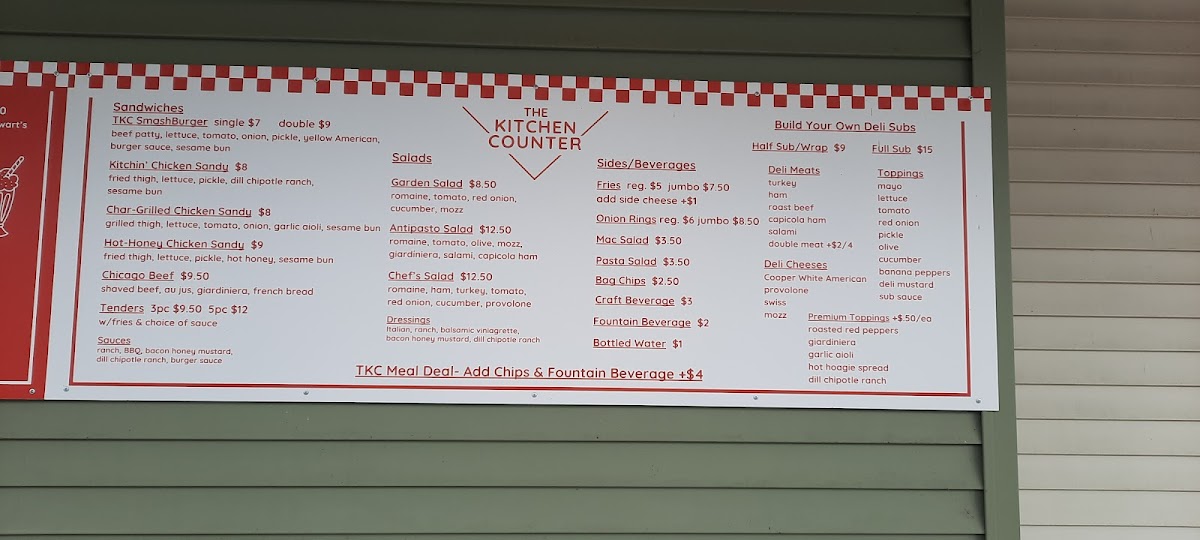 0
wart's
Sandwiches
TKC SmashBurger single $7 double $9
beef patty, lettuce, tomato, onion, pickle, yellow American,
burger sauce, sesame bun
Kitchin' Chicken Sandy $8
fried thigh, lettuce, pickle, dill chipotle ranch,
sesame bun
Char-Grilled Chicken Sandy $8
grilled thigh, lettuce, tomato, onion, garlic aioli, sesame bun
Hot-Honey Chicken Sandy $9
fried thigh, lettuce, pickle, hot honey, sesame bun
Chicago Beef $9.50
shaved beef, au jus, giardiniera, french bread
Tenders 3pc $9.50 5pc $12
w/fries & choice of sauce
Sauces
ranch, BBQ, bacon honey mustard,
dill chipotle ranch, burger sauce
THE
KITCHEN
COUNTER
Salads
Garden Salad $8.50
romaine, tomato, red onion,
cucumber, mozz
Antipasto Salad $12.50
romaine, tomato, olive, mozz,
giardiniera, salami, capicola ham
Chef's Salad $12.50
romaine, ham, turkey, tomato,
red onion, cucumber, provolone
Dressings
Italian, ranch, balsamic viniagrette,
bacon honey mustard, dill chipotle ranch
Sides/Beverages
Fries reg. $5 jumbo $7.50
add side cheese +$1
Onion Rings reg. $6 jumbo $8.50
Mac Salad $3.50
Pasta Salad $3.50
Bag Chips $2.50
Craft Beverage $3
Fountain Beverage $2
Bottled Water $1
Build Your Own Deli Subs
Half Sub/Wrap $9 Full Sub $15
Deli Meats
turkey
ham
roast beef
capicola ham
salami
double meat +$2/4
Deli Cheeses
Cooper White American
provolone
swiss
mozz
Toppings
mayo
lettuce
tomato
red onion
pickle
olive
cucumber
banana peppers
deli mustard
sub sauce
Premium Toppings +$.50/ea
roasted red peppers
giardiniera
garlic aioli
hot hoagie spread
dill chipotle ranch
TKC Meal Deal- Add Chips & Fountain Beverage +$4